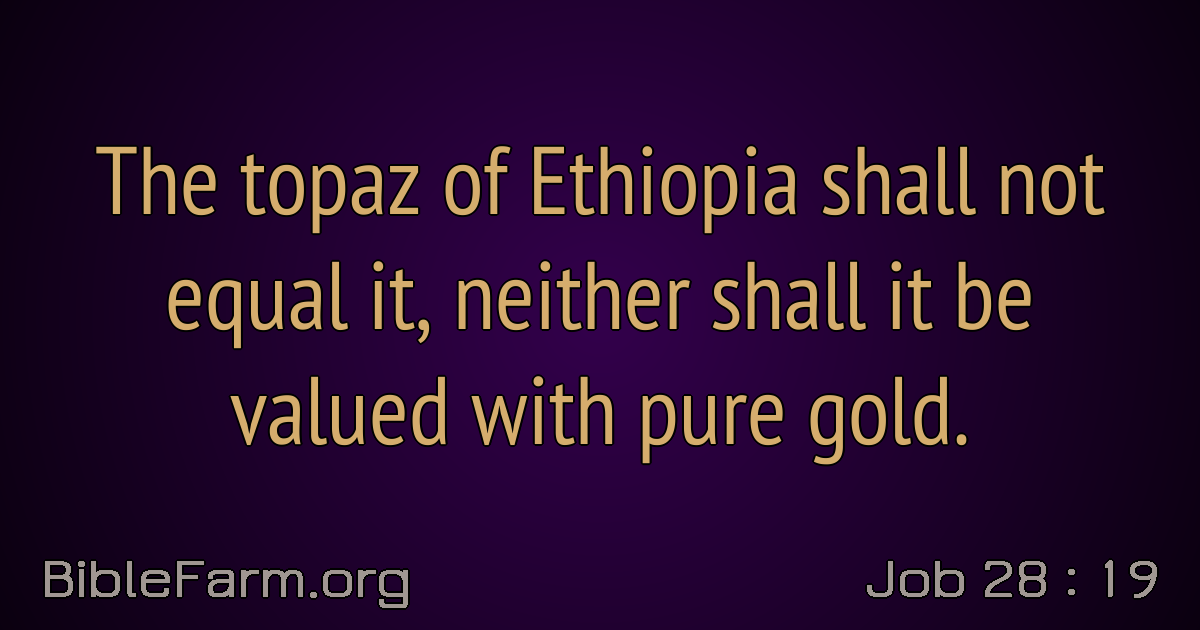 The topaz of Ethiopia shall not
equal it, neither shall it be
valued with pure gold.
BibleFarm.org
Job 28 : 19